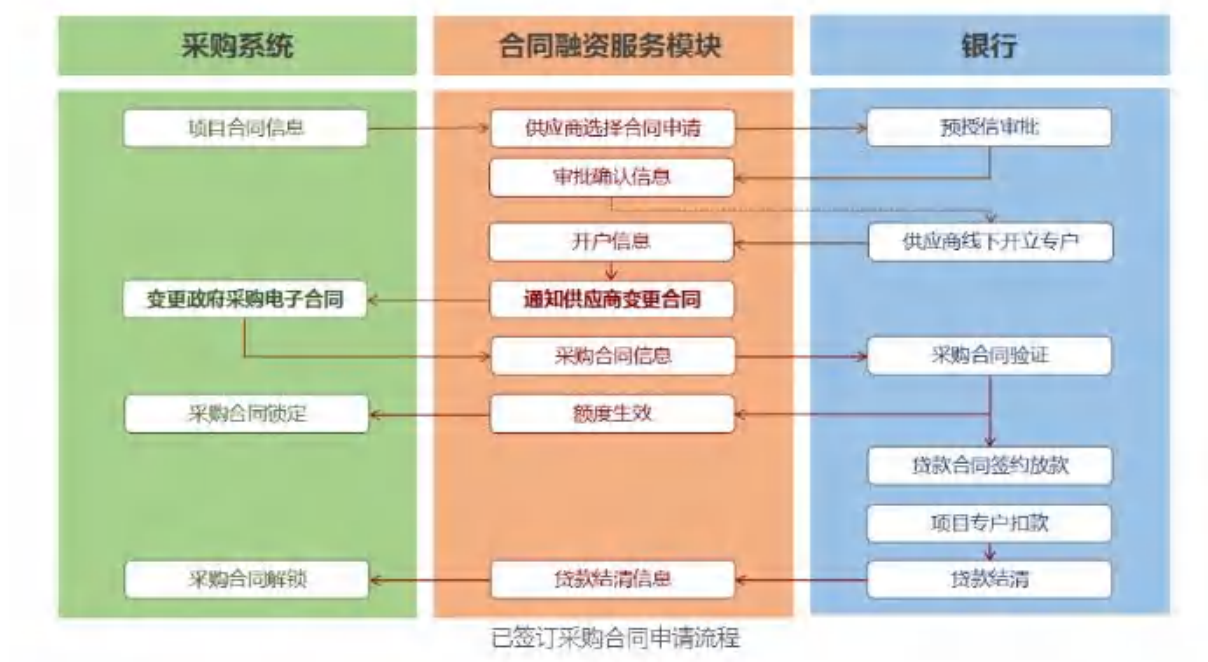 采购系统 合同融资服务模块 银行
项目合同信息 供应商选择合同申请 预授信审批
审批确认信息
开户信息 供应商线下开立专户
变更政府采购电子合同 通知供应商变更合同
采购合同信息 采购合同验证
采购合同锁定 额度生效
贷款合同签约放款
项目专户扣款
采购合同解锁 贷款结清信息 贷款结清
已签订采购合同申请流程